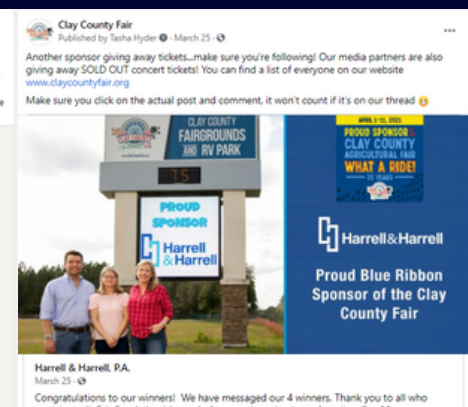 Clay County Fair
Published by Tasha Hyder · March 25 ·
Another sponsor giving away tickets...make sure you're following! Our media partners are also
giving away SOLD OUT concert tickets! You can find a list of everyone on our website
www.claycountyfair.org
Make sure you click on the actual post and comment, it won't count if it's on our thread
CLAY COUNTY
FAIRGROUNDS
AND RV PARK
75
PROUD
SPONSOR
Harrell
& Harrell
APRIL 1-11, 2021
PROUD SPONSOR
CLAY COUNTY
AGRICULTURAL FAIR
WHAT A RIDE!
Harrell & Harrell
Proud Blue Ribbon
Sponsor of the Clay
County Fair
Harrell & Harrell, P.A.
March 25 ·
Congratulations to our winners! We have messaged our 4 winners. Thank you to all who